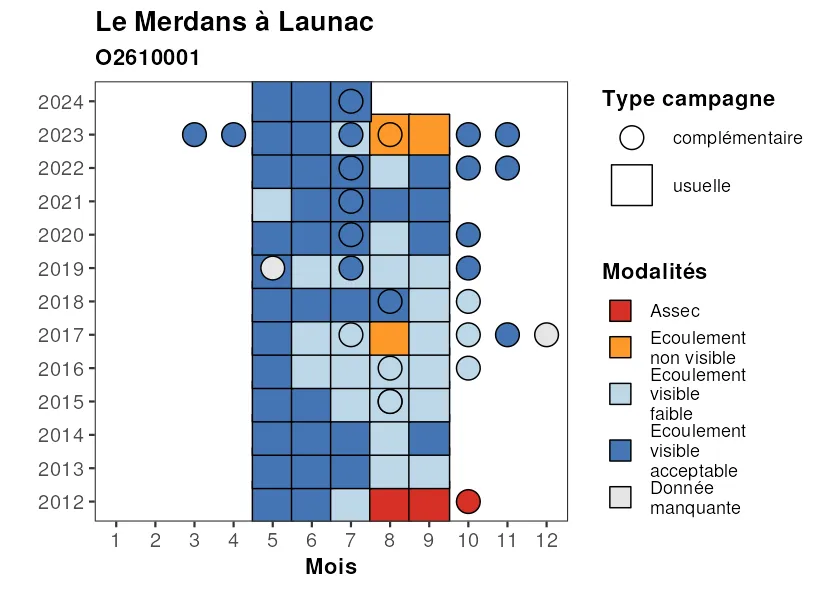 Le Merdans à Launac
O2610001
2024
2023
2022
2021
2020
2019
2018
2017
2016
2015
2014
2013
2012
1 2 3 4 5 6 7 8 9 10 11 12
Mois
Type campagne
complémentaire
usuelle
Modalités
Assec
Ecoulement
non visible
Ecoulement
visible
faible
Ecoulement
visible
acceptable
Donnée
manquante